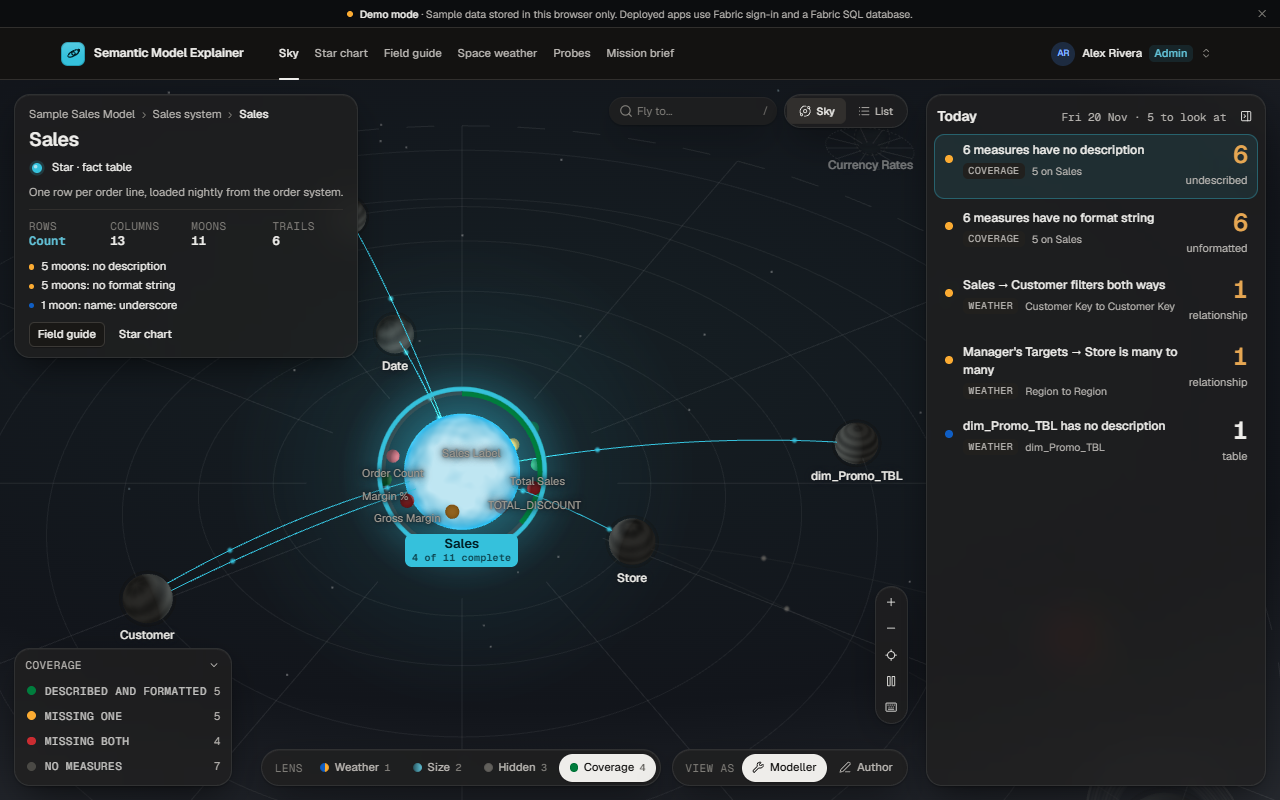 Demo mode · Sample data stored in this browser only. Deployed apps use Fabric sign-in and a Fabric SQL database.
Semantic Model Explainer
Sky
Star chart
Field guide
Space weather
Probes
Mission brief
AR
Alex Rivera
Admin
Sample Sales Model › Sales system › Sales
Sales
Star · fact table
One row per order line, loaded nightly from the order system.
ROWS
COLUMNS
MOONS
TRAILS
Count
13
11
6
5 moons: no description
5 moons: no format string
1 moon: name: underscore
Field guide
Star chart
Fly to…
/
Sky
List
Currency Rates
Date
Sales Label
Order Count
Total Sales
Margin %
TOTAL_DISCOUNT
Gross Margin
Sales
4 of 11 complete
dim_Promo_TBL
Store
Customer
Today
Fri 20 Nov · 5 to look at
6 measures have no description
6
COVERAGE
5 on Sales
undescribed
6 measures have no format string
6
COVERAGE
5 on Sales
unformatted
Sales → Customer filters both ways
1
WEATHER
Customer Key to Customer Key
relationship
Manager's Targets → Store is many to
many
1
WEATHER
Region to Region
relationship
dim_Promo_TBL has no description
1
WEATHER
dim_Promo_TBL
table
COVERAGE
DESCRIBED AND FORMATTED 5
MISSING ONE 5
MISSING BOTH 4
NO MEASURES 7
LENS
Weather 1
Size 2
Hidden 3
Coverage 4
VIEW AS
Modeller
Author